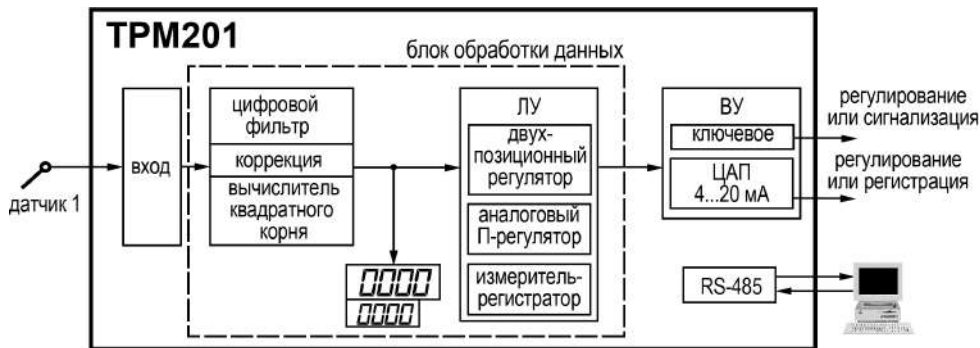 ТРМ201
блок обработки данных
датчик 1
вход
цифровой
фильтр
коррекция
вычислитель
квадратного
корня
0000
0000
ЛУ
двух-
позиционный
регулятор
аналоговый
П-регулятор
измеритель-
регистратор
ВУ
ключевое
ЦАП
4...20 мА
регулирование
или сигнализация
регулирование
или регистрация
RS-485